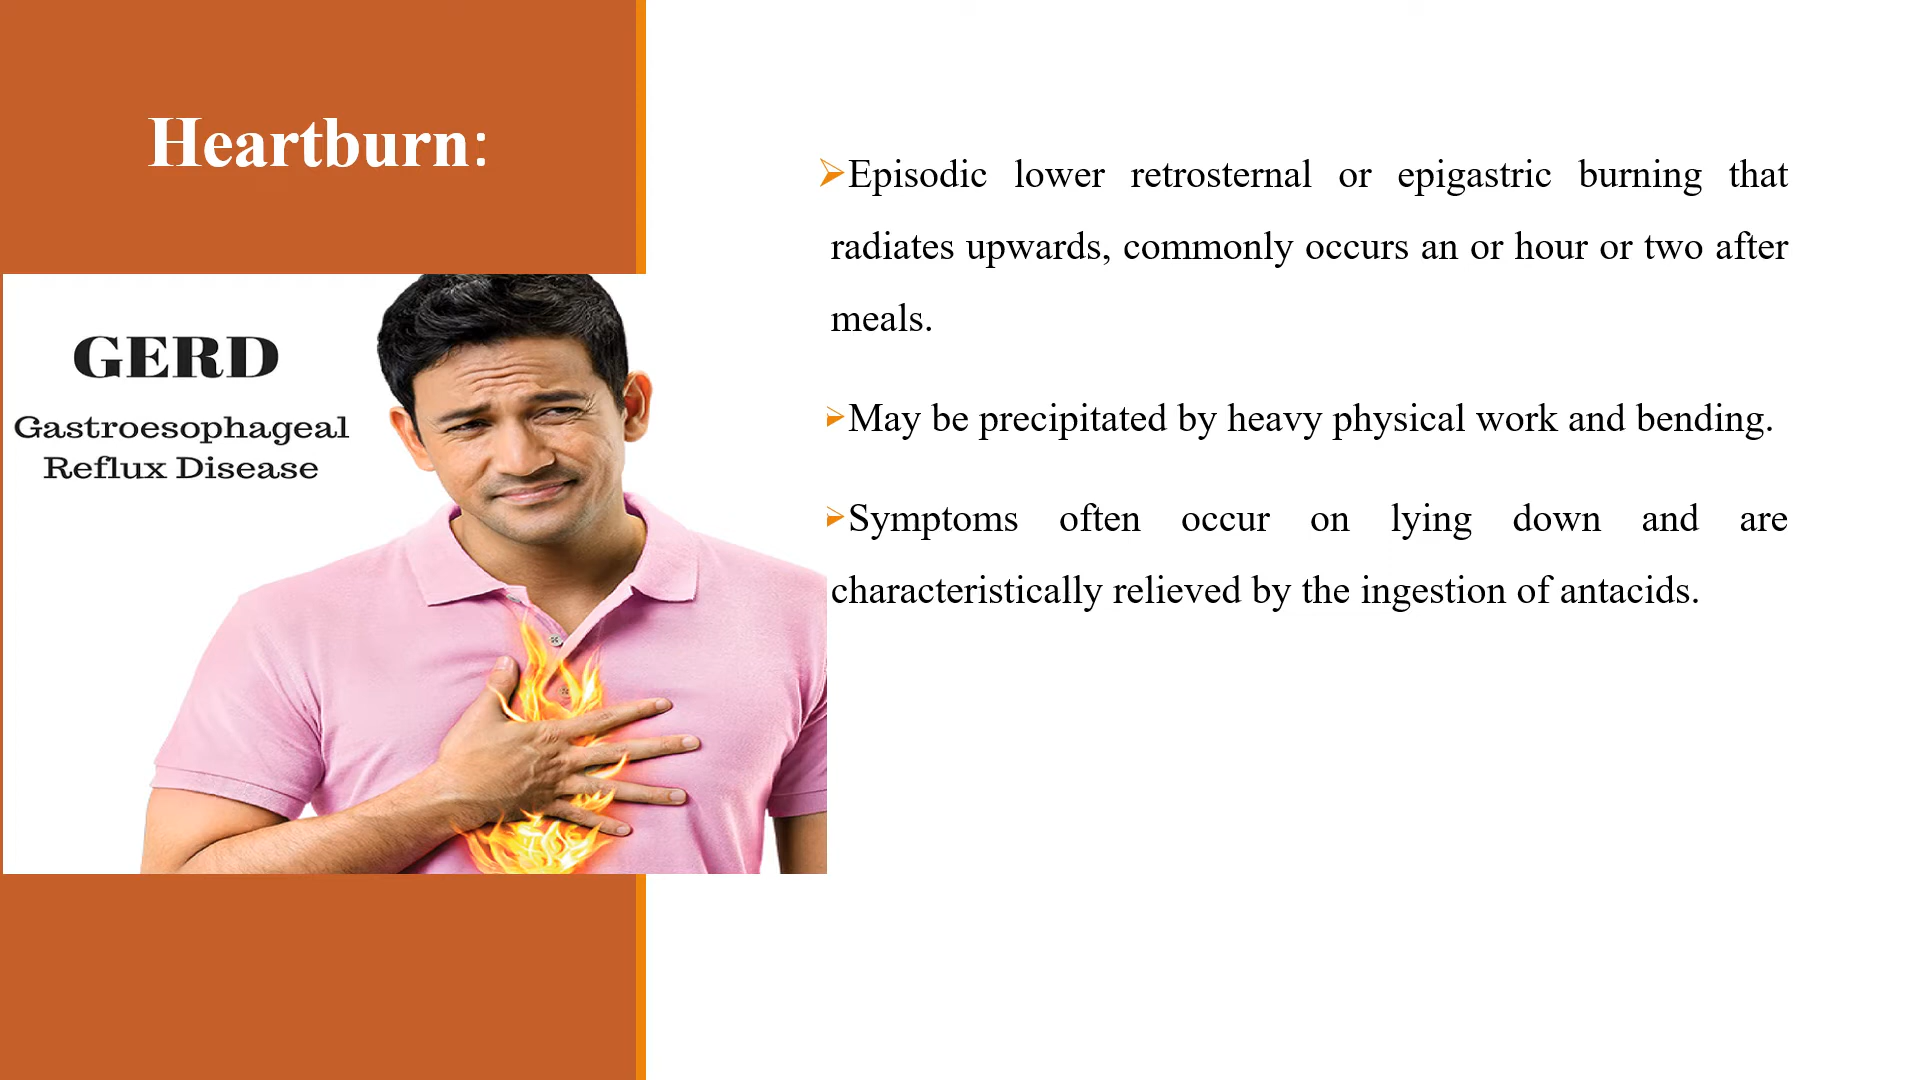 Heartburn:
GERD
Gastroesophageal
Reflux Disease
➢Episodic lower retrosternal or epigastric burning that
radiates upwards, commonly occurs an or hour or two after
meals.
➢May be precipitated by heavy physical work and bending.
➢Symptoms often occur on lying down and are
characteristically relieved by the ingestion of antacids.